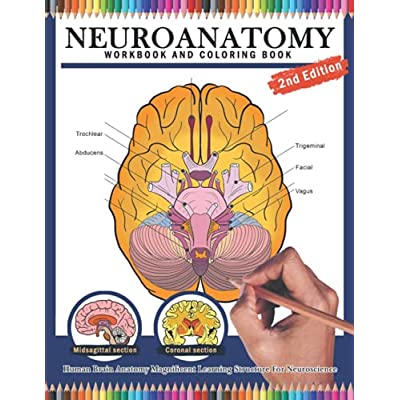 NEUROANATOMY
WORKBOOK AND COLORING BOOK
2nd Edition
Trochlear
Abducens
Trigeminal
Facial
Vagus
Midsagittal section
Coronal section
Human Brain Anatomy Magnificent Learning Structure For Neuroscience